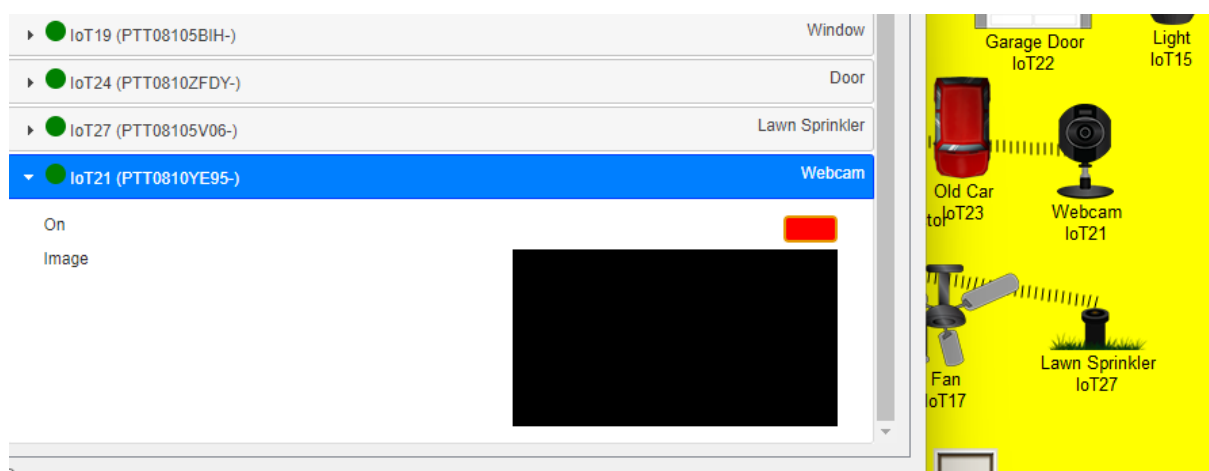 IoT19 (PTT08105BIH-) Window
IoT24 (PTT0810ZFDY-) Door
IoT27 (PTT08105V06-) Lawn Sprinkler
IoT21 (PTT0810YE95-) Webcam
On
Image
Garage Door
IoT22
Light
IoT15
Old Car
IoT23
Webcam
IoT21
Fan
IoT17
Lawn Sprinkler
IoT27